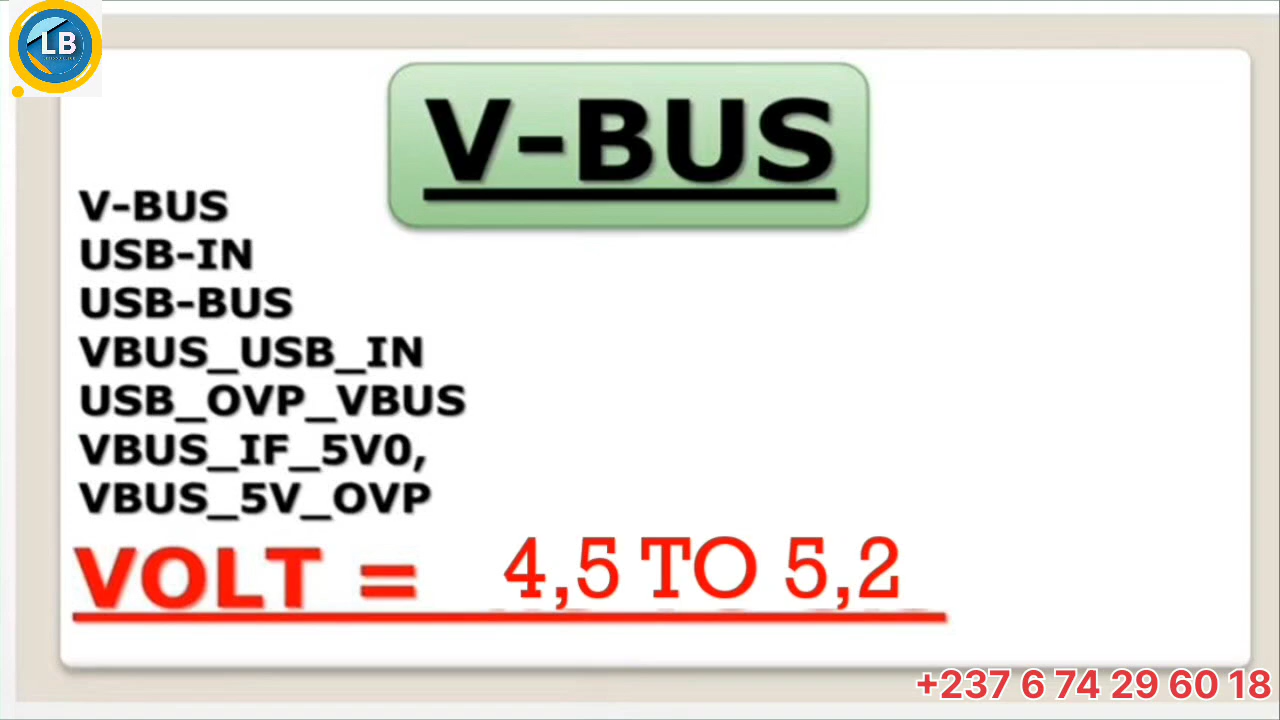 LB
V-BUS
V-BUS
USB-IN
USB-BUS
VBUS_USB_IN
USB_OVP_VBUS
VBUS_IF_5V0,
VBUS_5V_OVP
VOLT = 4,5 TO 5,2
+237 6 74 29 60 18